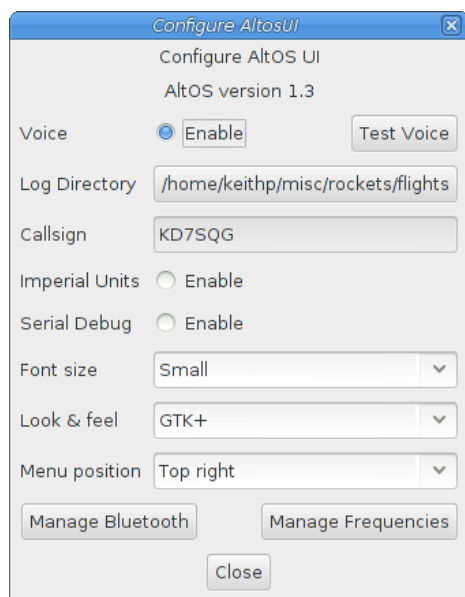 Configure AltosUI
Configure AltOS UI
AltOS version 1.3
Voice Enable Test Voice
Log Directory /home/keithp/misc/rockets/flights
Callsign KD7SQG
Imperial Units Enable
Serial Debug Enable
Font size Small
Look & feel GTK+
Menu position Top right
Manage Bluetooth Manage Frequencies
Close